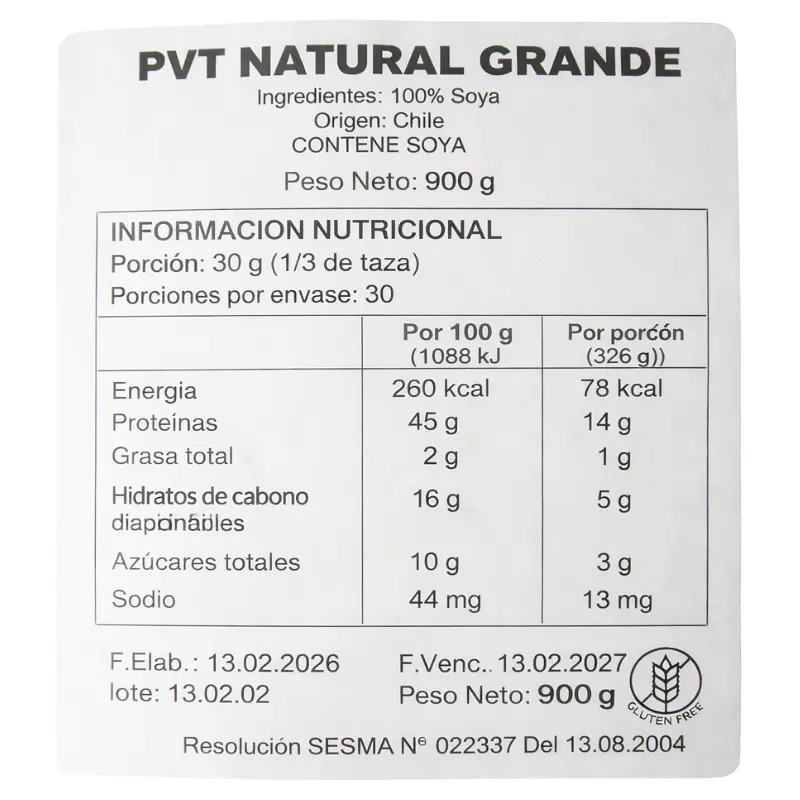 PVT NATURAL GRANDE
Ingredientes: 100% Soya
Origen: Chile
CONTENE SOYA
Peso Neto: 900 g
INFORMACION NUTRICIONAL
Porción: 30 g (1/3 de taza)
Porciones por envase: 30
Por 100 g Por porćón
(1088 kJ (326 g))
Energia 260 kcal 78 kcal
Proteínas 45 g 14 g
Grasa total 2 g 1 g
Hidratos de cabono 16 g 5 g
Azúcares totales 10 g 3 g
Sodio 44 mg 13 mg
F.Elab.: 13.02.2026 F.Venc.. 13.02.2027
lote: 13.02.02 Peso Neto: 900 g
GLUTEN FREE
Resolución SESMA Nº 022337 Del 13.08.2004